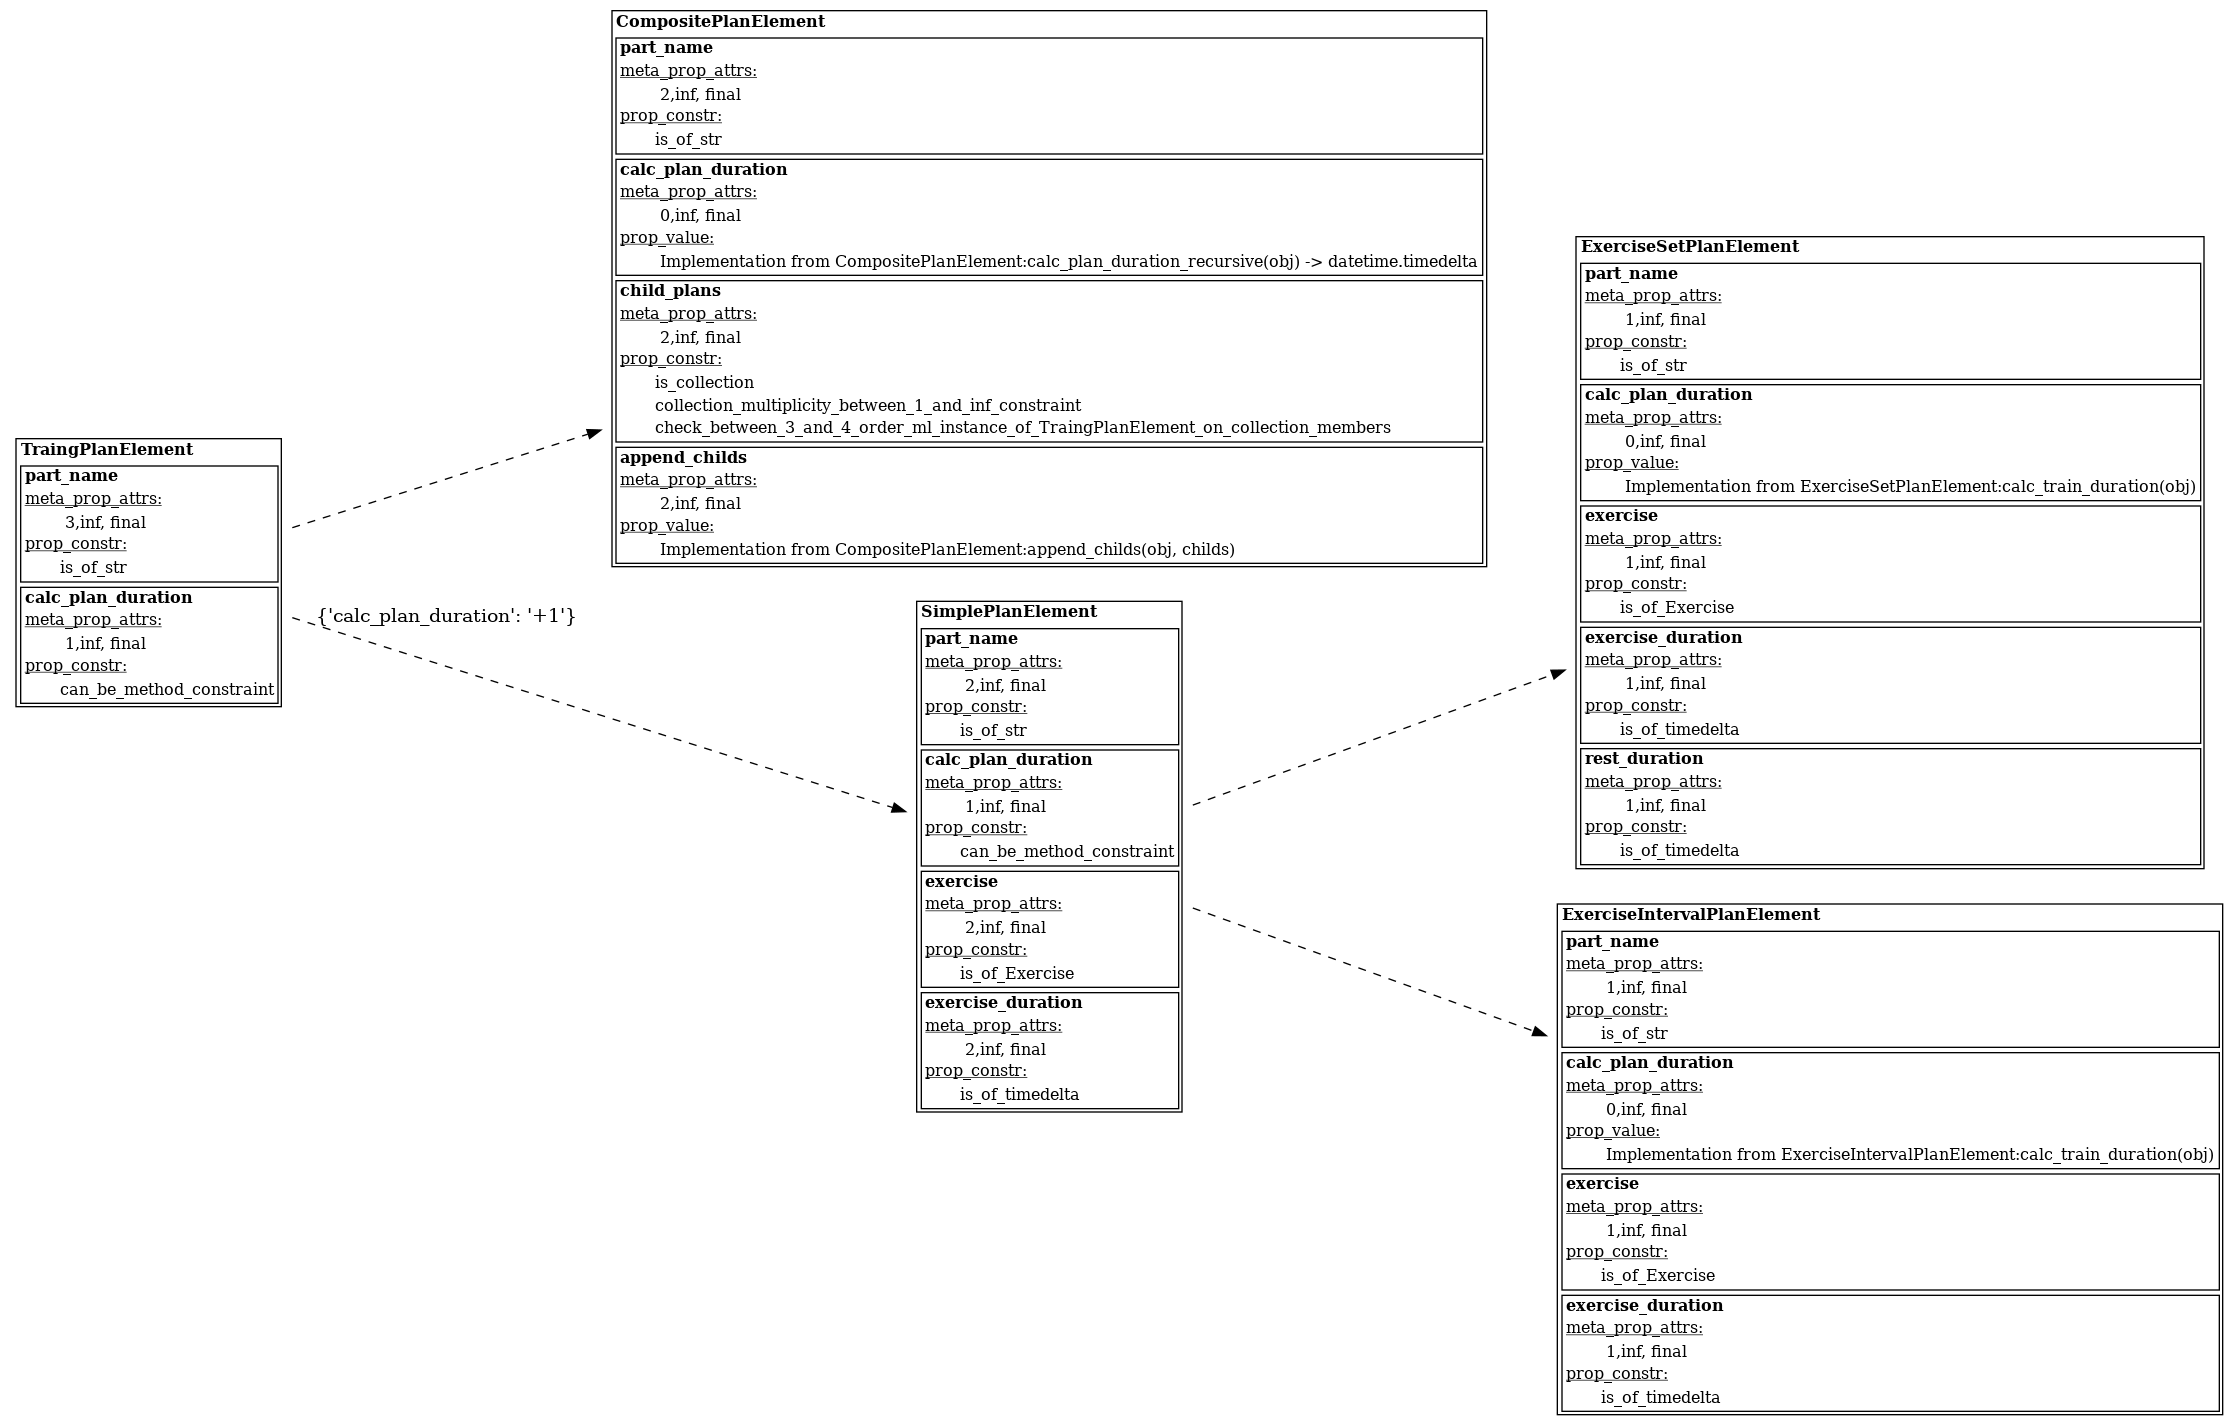 CompositePlanElement
part_name
meta_prop_attrs:
2,inf, final
prop_constr:
is_of_str
calc_plan_duration
meta_prop_attrs:
0,inf, final
prop_value:
Implementation from CompositePlanElement:calc_plan_duration_recursive(obj) -> datetime.timedelta
child_plans
meta_prop_attrs:
2,inf, final
prop_constr:
is_collection
collection_multiplicity_between_1_and_inf_constraint
check_between_3_and_4_order_ml_instance_of_TraingPlanElement_on_collection_members
append_childs
meta_prop_attrs:
2,inf, final
prop_value:
Implementation from CompositePlanElement:append_childs(obj, childs)
TraingPlanElement
part_name
meta_prop_attrs:
3,inf, final
prop_constr:
is_of_str
calc_plan_duration
meta_prop_attrs:
1,inf, final
prop_constr:
can_be_method_constraint
{'calc_plan_duration': '+1'}
SimplePlanElement
part_name
meta_prop_attrs:
2,inf, final
prop_constr:
is_of_str
calc_plan_duration
meta_prop_attrs:
1,inf, final
prop_constr:
can_be_method_constraint
exercise
meta_prop_attrs:
2,inf, final
prop_constr:
is_of_Exercise
exercise_duration
meta_prop_attrs:
2,inf, final
prop_constr:
is_of_timedelta
ExerciseSetPlanElement
part_name
meta_prop_attrs:
1,inf, final
prop_constr:
is_of_str
calc_plan_duration
meta_prop_attrs:
0,inf, final
prop_value:
Implementation from ExerciseSetPlanElement:calc_train_duration(obj)
exercise
meta_prop_attrs:
1,inf, final
prop_constr:
is_of_Exercise
exercise_duration
meta_prop_attrs:
1,inf, final
prop_constr:
is_of_timedelta
rest_duration
meta_prop_attrs:
1,inf, final
prop_constr:
is_of_timedelta
ExerciseIntervalPlanElement
part_name
meta_prop_attrs:
1,inf, final
prop_constr:
is_of_str
calc_plan_duration
meta_prop_attrs:
0,inf, final
prop_value:
Implementation from ExerciseIntervalPlanElement:calc_train_duration(obj)
exercise
meta_prop_attrs:
1,inf, final
prop_constr:
is_of_Exercise
exercise_duration
meta_prop_attrs:
1,inf, final
prop_constr:
is_of_timedelta